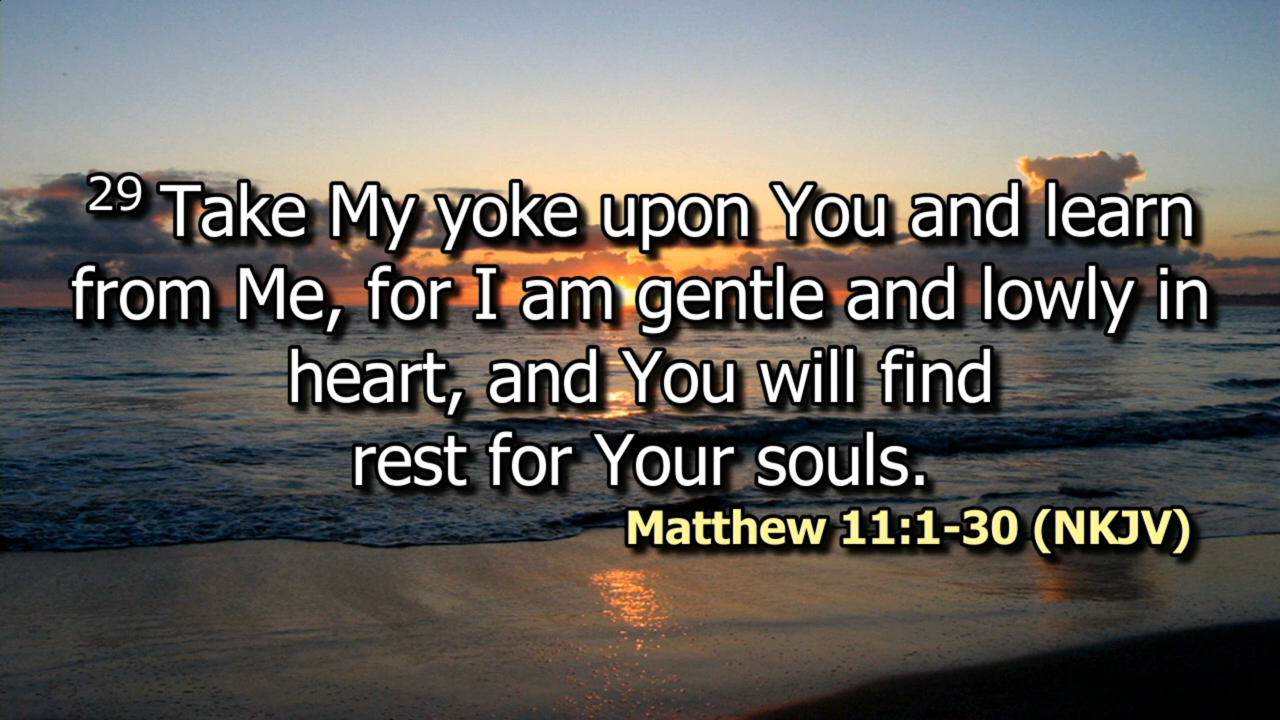 29 Take My yoke upon You and learn
from Me, for I am gentle and lowly in
heart, and You will find
rest for Your souls.
Matthew 11:1-30 (NKJV)